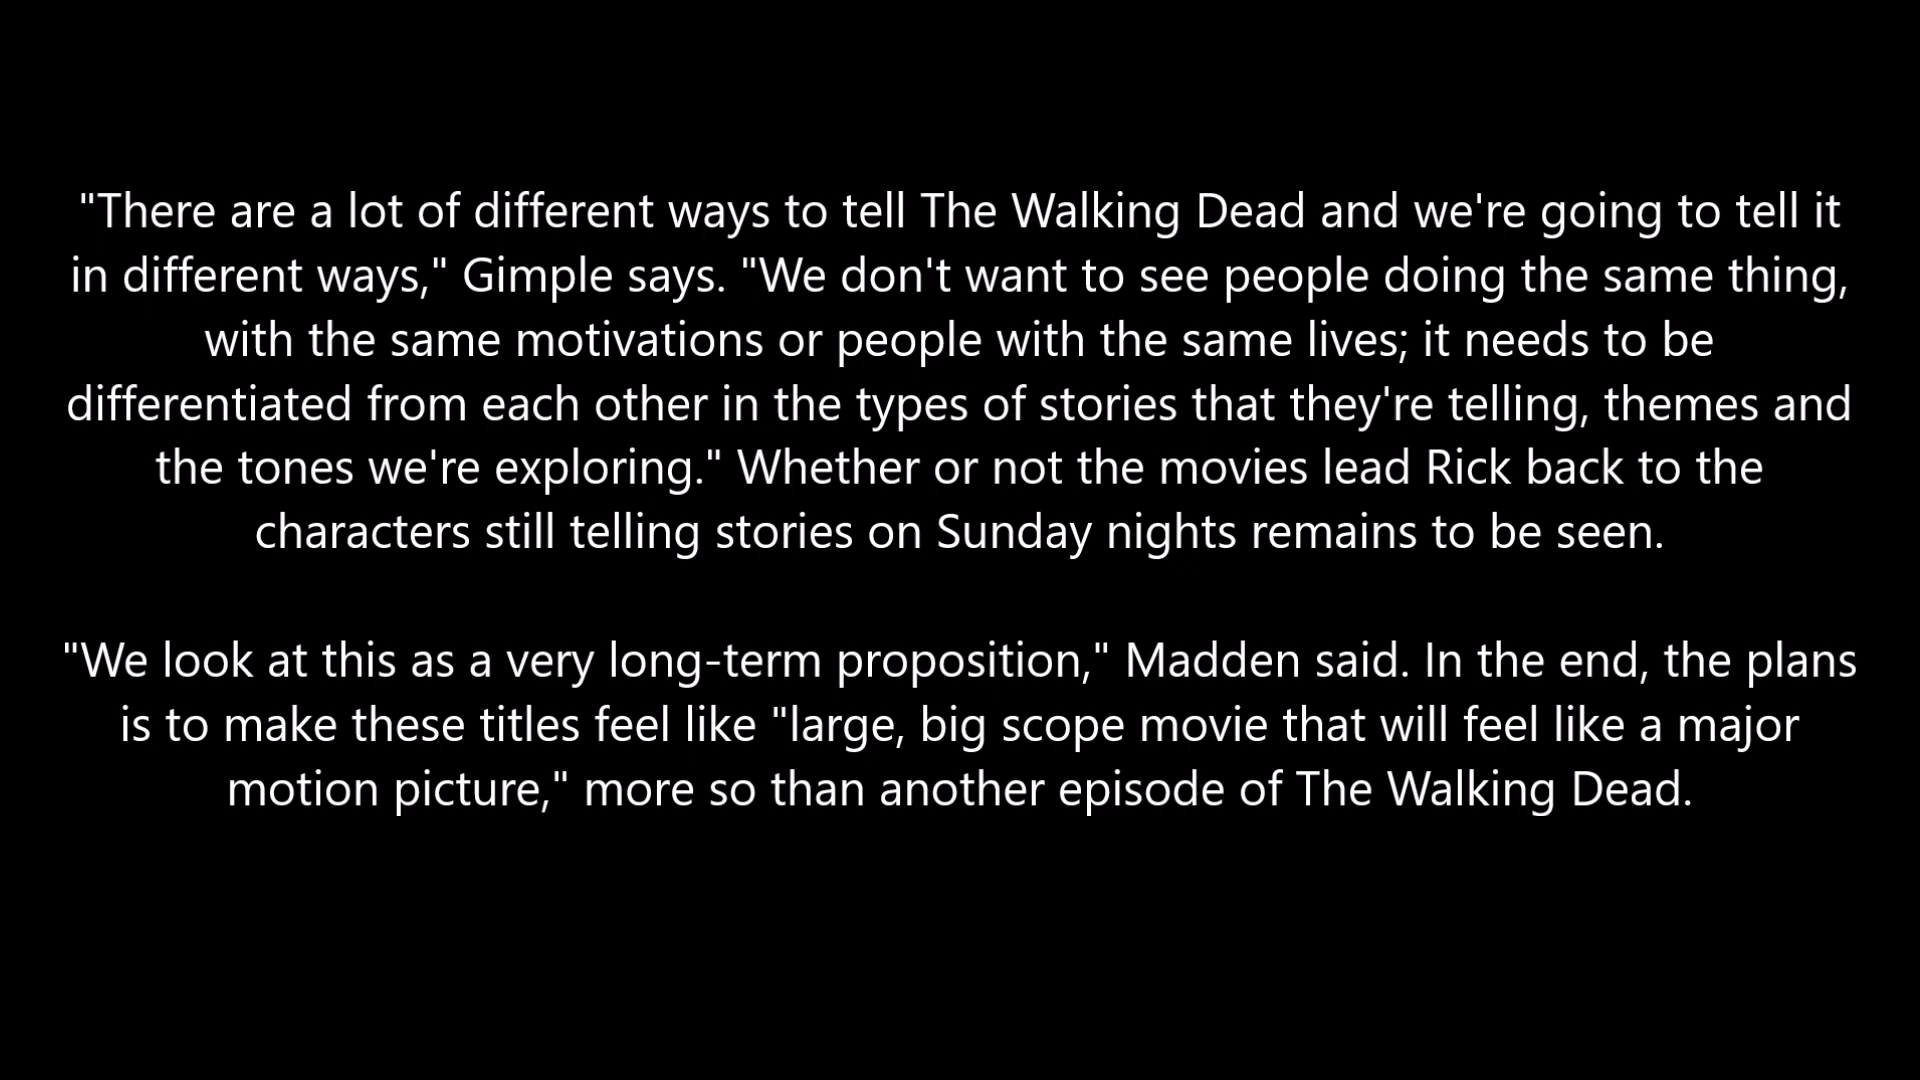 "There are a lot of different ways to tell The Walking Dead and we're going to tell it
in different ways," Gimple says. "We don't want to see people doing the same thing,
with the same motivations or people with the same lives; it needs to be
differentiated from each other in the types of stories that they're telling, themes and
the tones we're exploring." Whether or not the movies lead Rick back to the
characters still telling stories on Sunday nights remains to be seen.
"We look at this as a very long-term proposition," Madden said. In the end, the plans
is to make these titles feel like "large, big scope movie that will feel like a major
motion picture," more so than another episode of The Walking Dead.